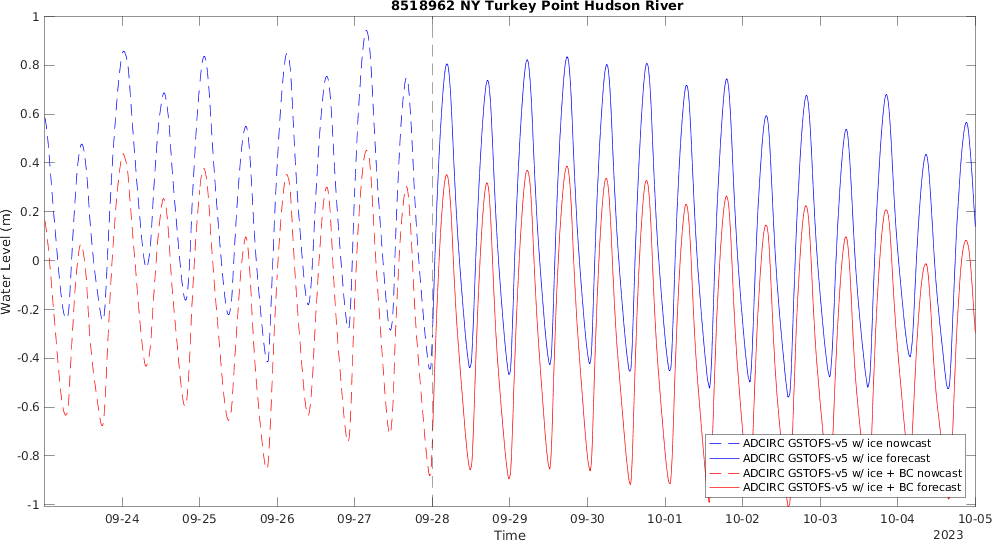 8518962 NY Turkey Point Hudson River
1
0.8
0.6
0.4
0.2
0
-0.2
-0.4
-0.6
-0.8
-1
Water Level (m)
ADCIRC GSTOFS-v5 w/ ice nowcast
ADCIRC GSTOFS-v5 w/ ice forecast
ADCIRC GSTOFS-v5 w/ ice + BC nowcast
ADCIRC GSTOFS-v5 w/ ice + BC forecast
09-24 09-25 09-26 09-27 09-28 09-29 09-30 10-01 10-02 10-03 10-04 10-05
Time
2023